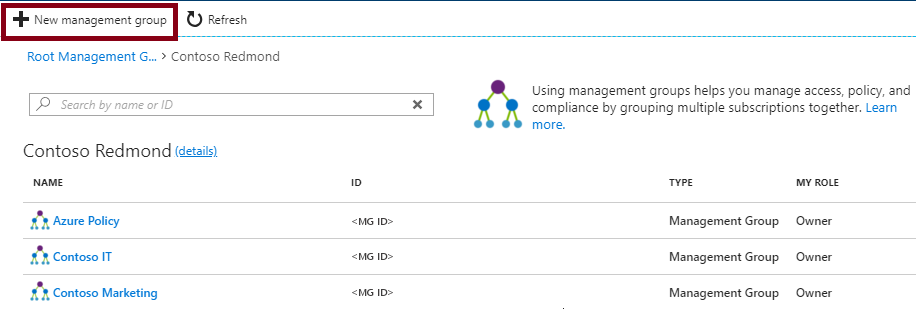 New management group Refresh
Root Management G... > Contoso Redmond
Search by name or ID
Using management groups helps you manage access, policy, and
compliance by grouping multiple subscriptions together. Learn
more.
Contoso Redmond (details)
NAME ID TYPE MY ROLE
Azure Policy <MG ID> Management Group Owner
Contoso IT <MG ID> Management Group Owner
Contoso Marketing <MG ID> Management Group Owner